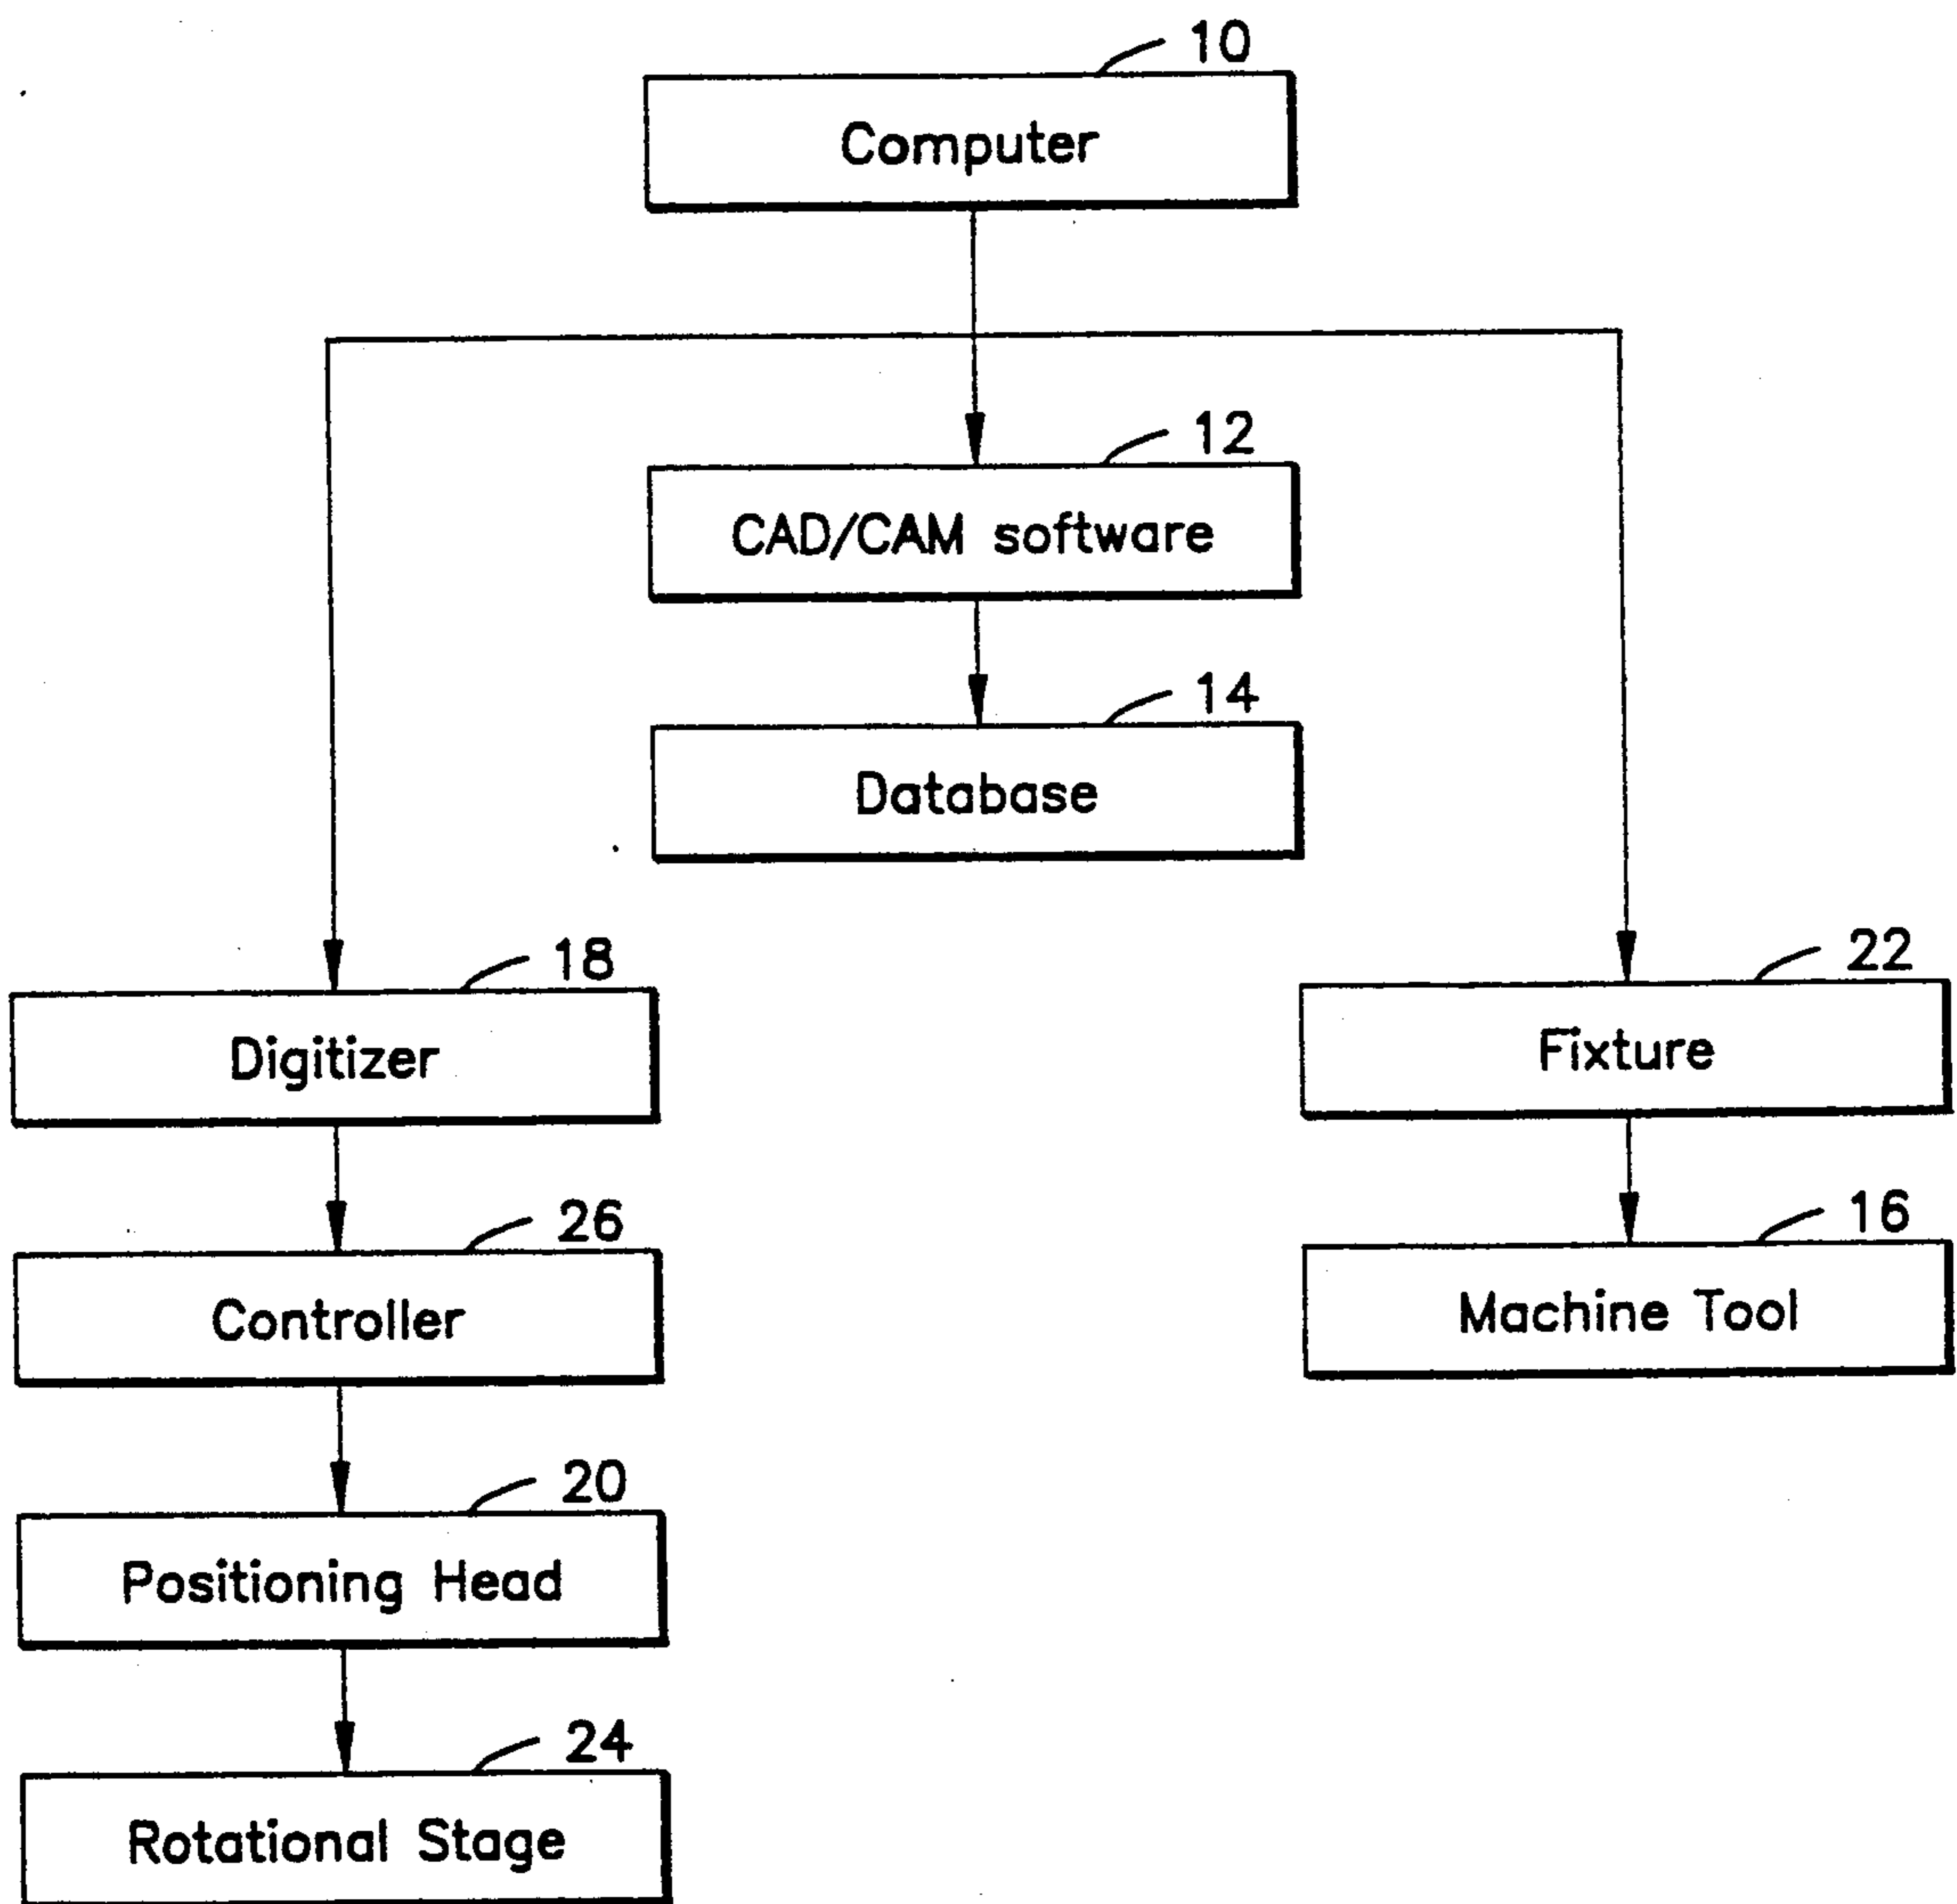 10
Computer
12
CAD/CAM software
14
Database
18
Digitizer
22
Fixture
26
Controller
16
Machine Tool
20
Positioning Head
24
Rotational Stage